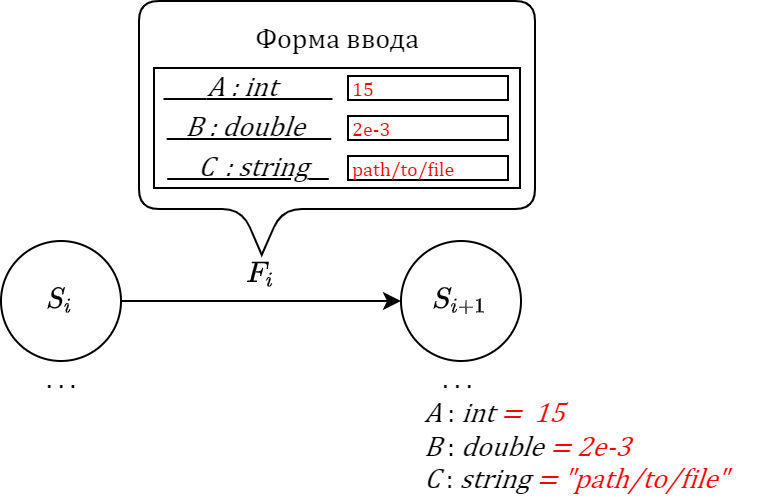 Форма ввода
A : int 15
B : double 2e-3
C : string path/to/file
F_i
S_i S_{i+1}
... ...
A : int = 15
B : double = 2e-3
C : string = "path/to/file"